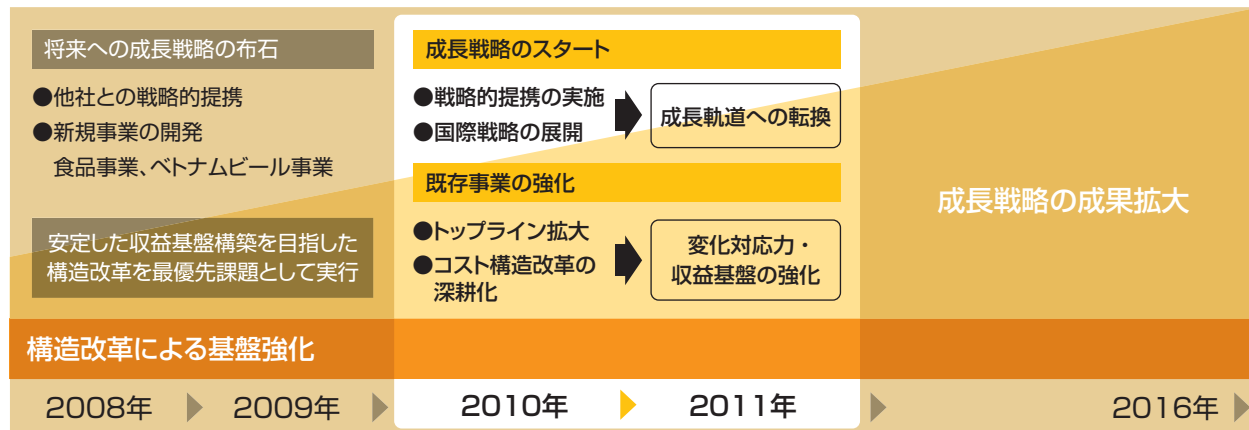 将来への成長戦略の布石
●他社との戦略的提携
●新規事業の開発
食品事業、ベトナムビール事業
安定した収益基盤構築を目指した
構造改革を最優先課題として実行
成長戦略のスタート
●戦略的提携の実施
●国際戦略の展開
成長軌道への転換
既存事業の強化
●トップライン拡大
●コスト構造改革の
深耕化
変化対応力・
収益基盤の強化
成長戦略の成果拡大
構造改革による基盤強化
2008年
2009年
2010年
2011年
2016年